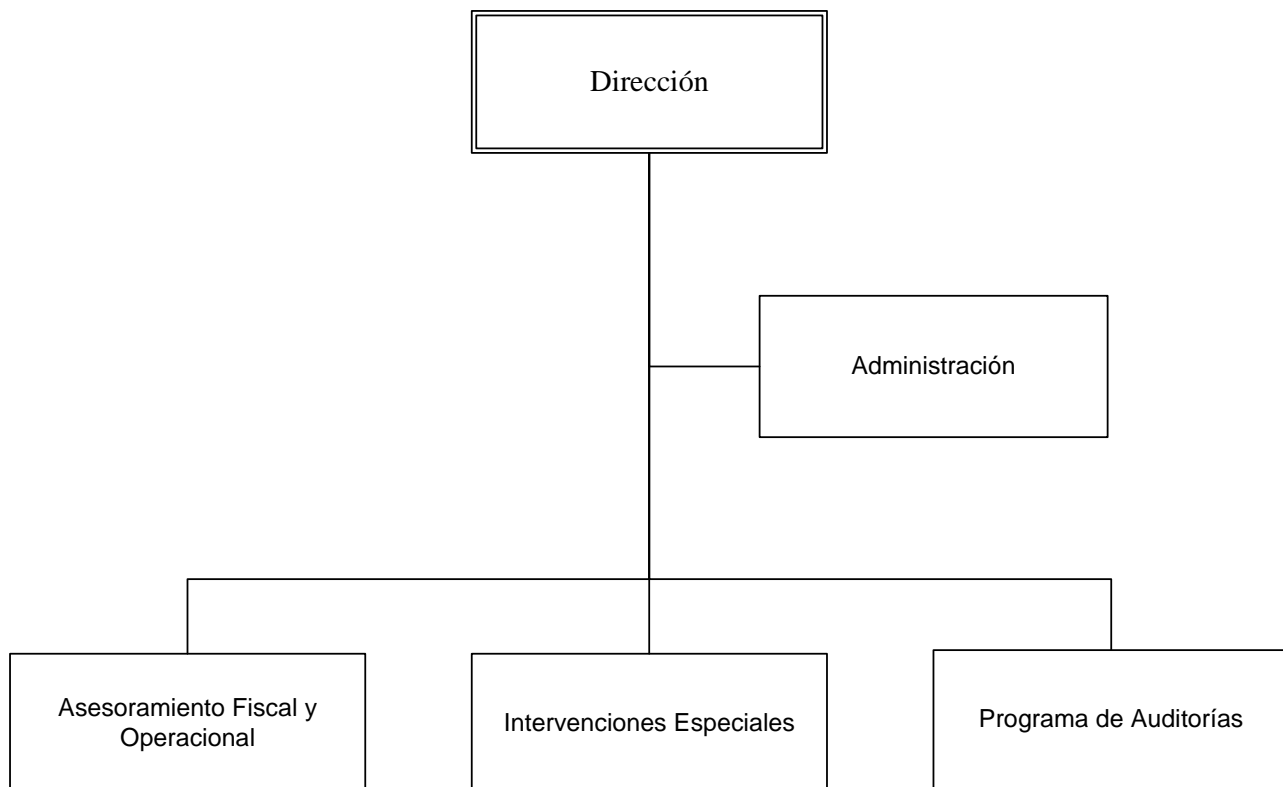 Dirección
Administración
Asesoramiento Fiscal y
Operacional
Intervenciones Especiales
Programa de Auditorías